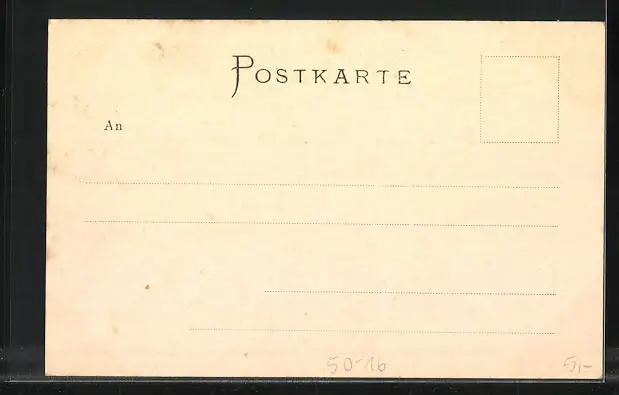 POSTKARTE
An
50-16
5,-